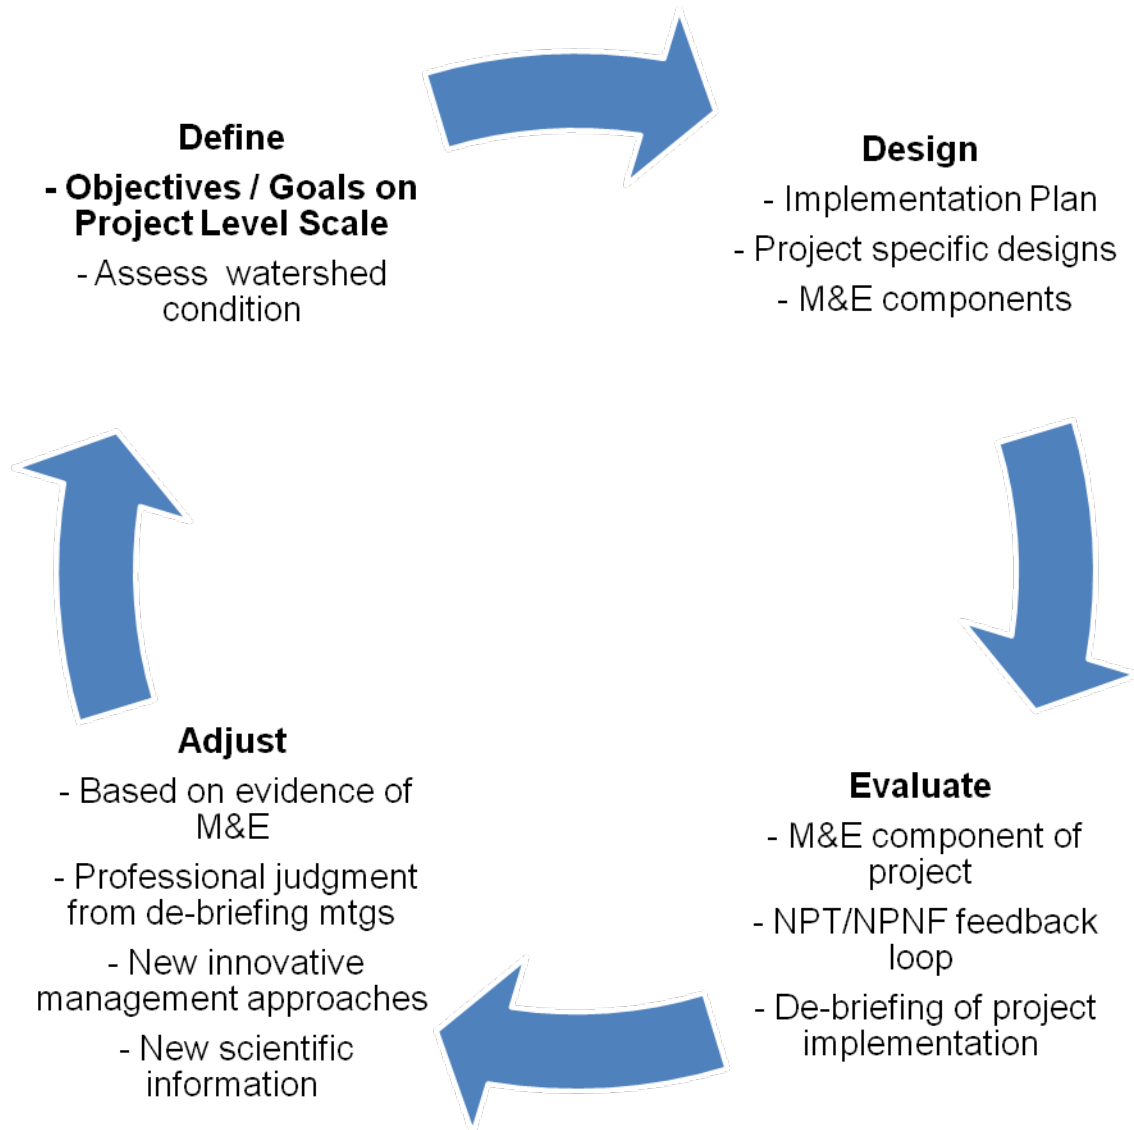 Define
- Objectives / Goals on
Project Level Scale
- Assess watershed
condition
Design
- Implementation Plan
- Project specific designs
- M&E components
Evaluate
- M&E component of
project
- NPT/NPNF feedback
loop
- De-briefing of project
implementation
Adjust
- Based on evidence of
M&E
- Professional judgment
from de-briefing mtgs
- New innovative
management approaches
- New scientific
information